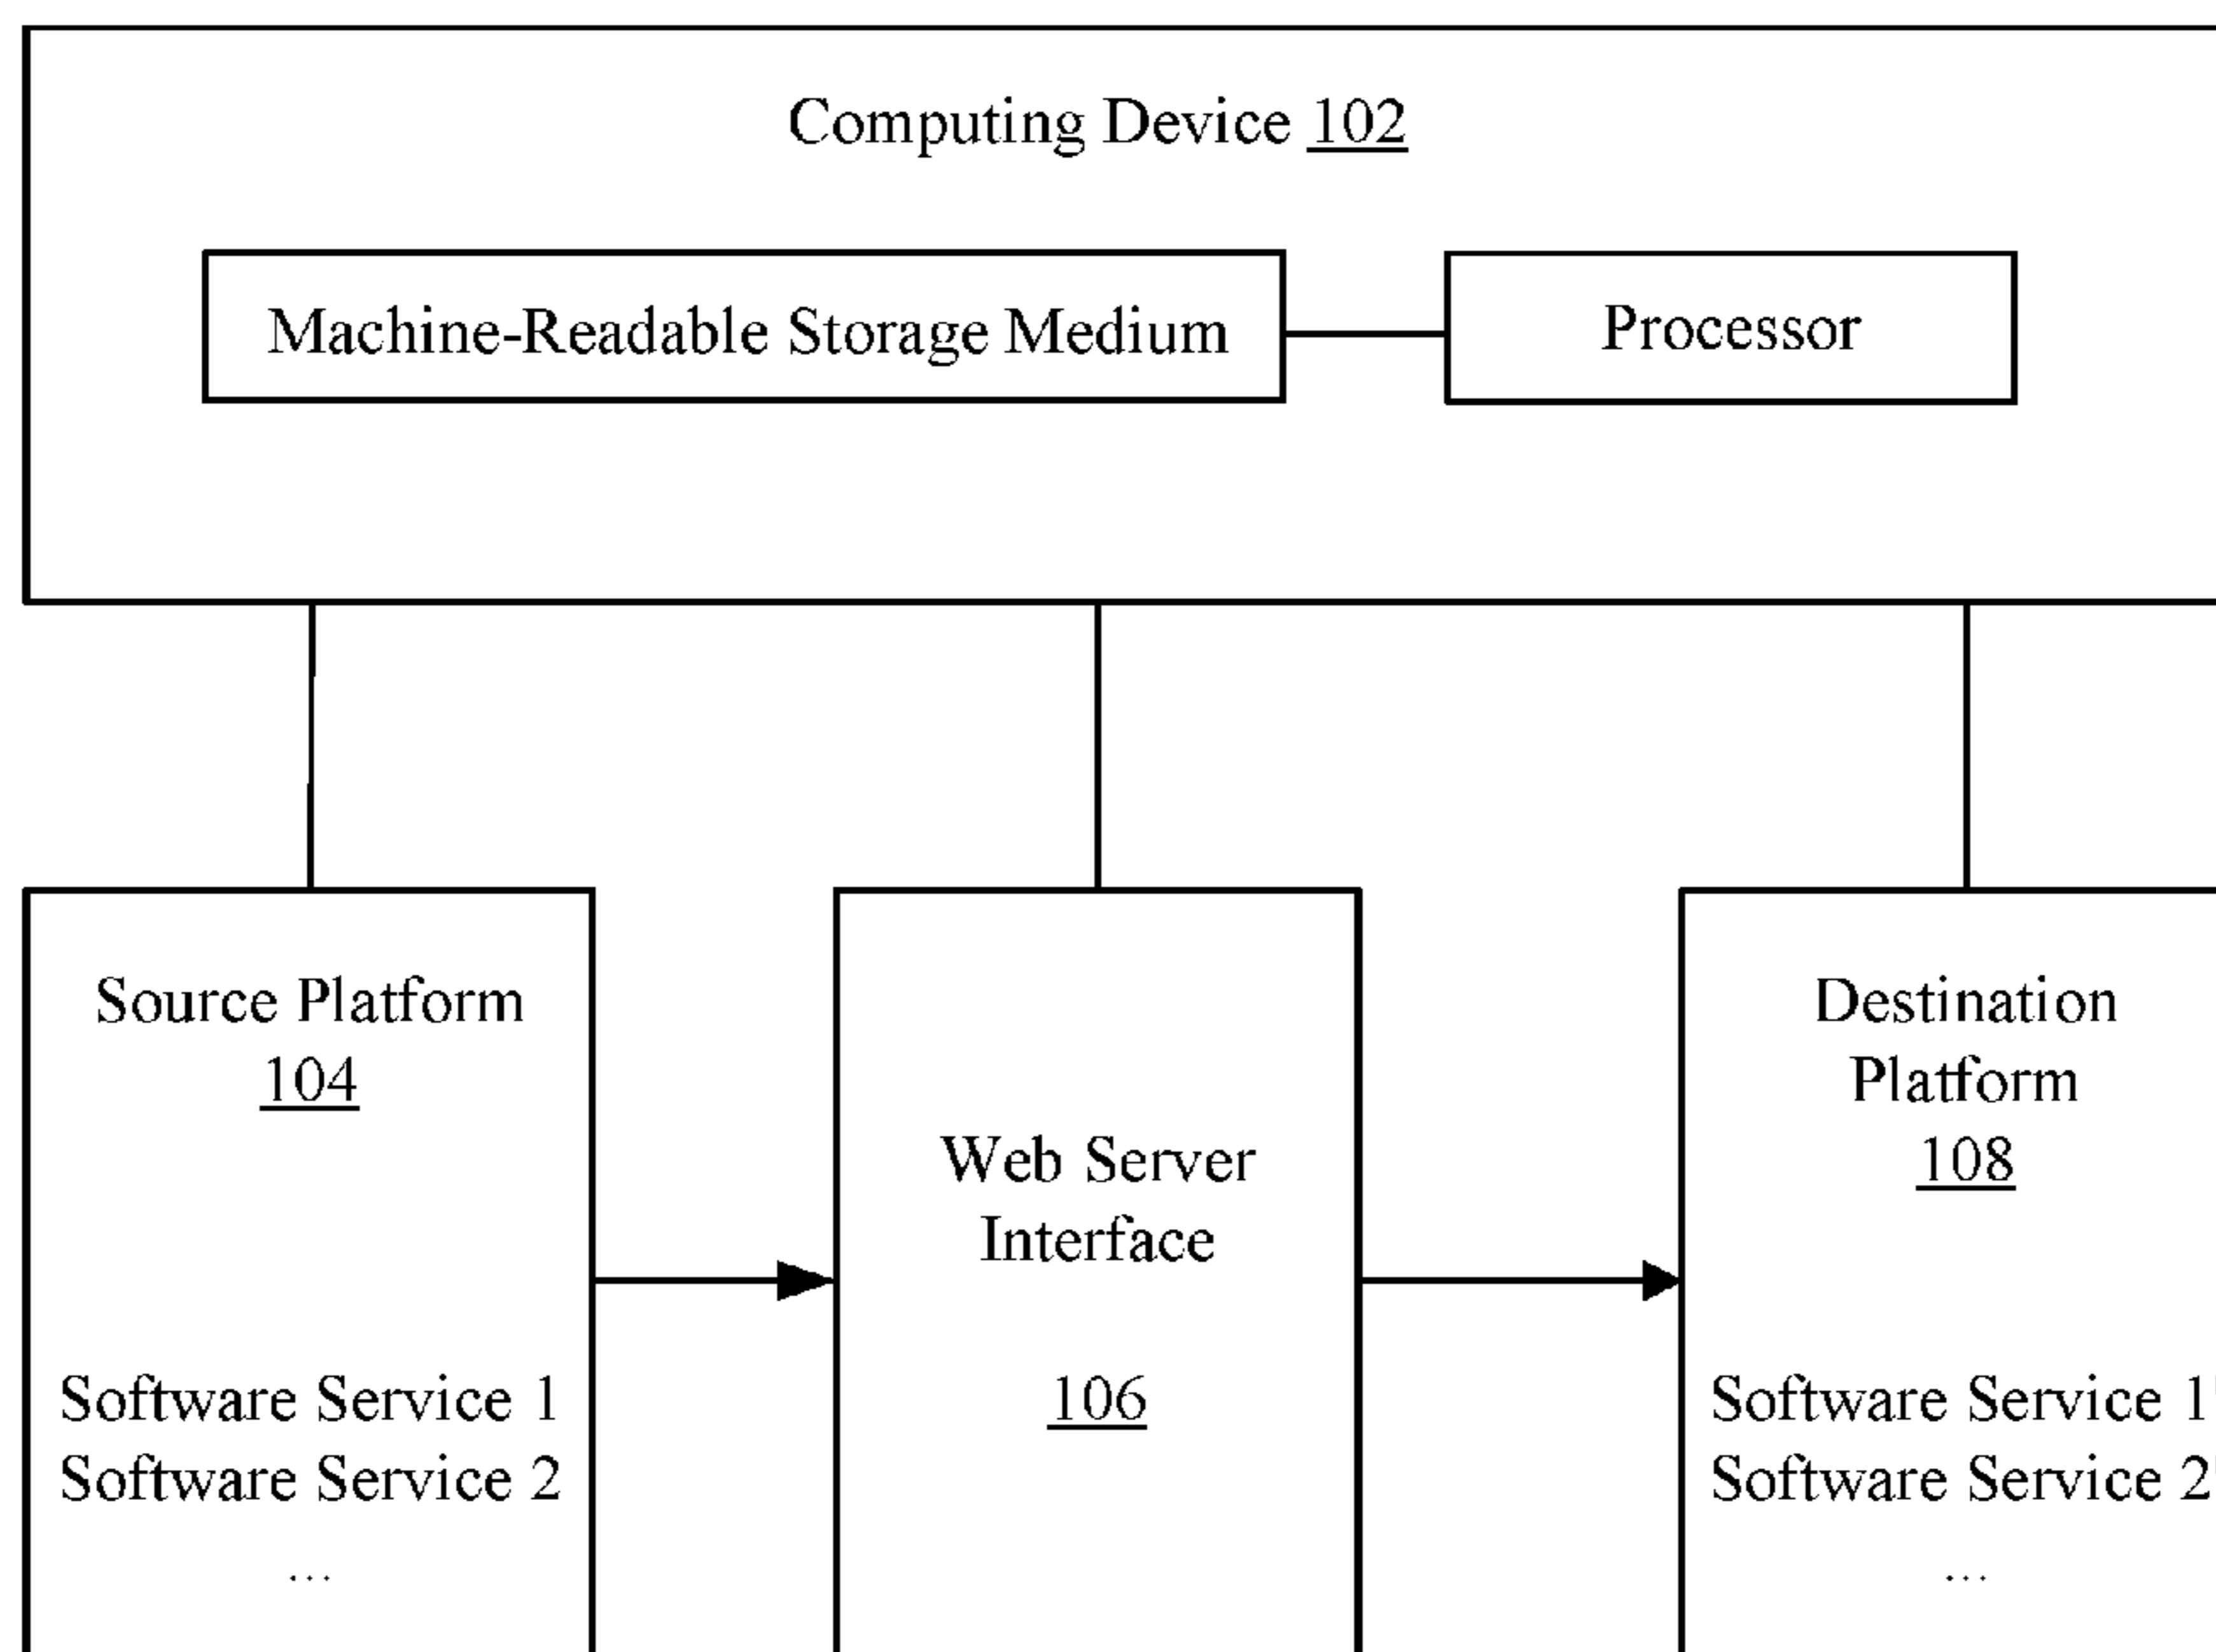 Computing Device 102
Machine-Readable Storage Medium
Processor
Source Platform
104
Software Service 1
Software Service 2
...
Web Server
Interface
106
Destination
Platform
108
Software Service 1'
Software Service 2'
...